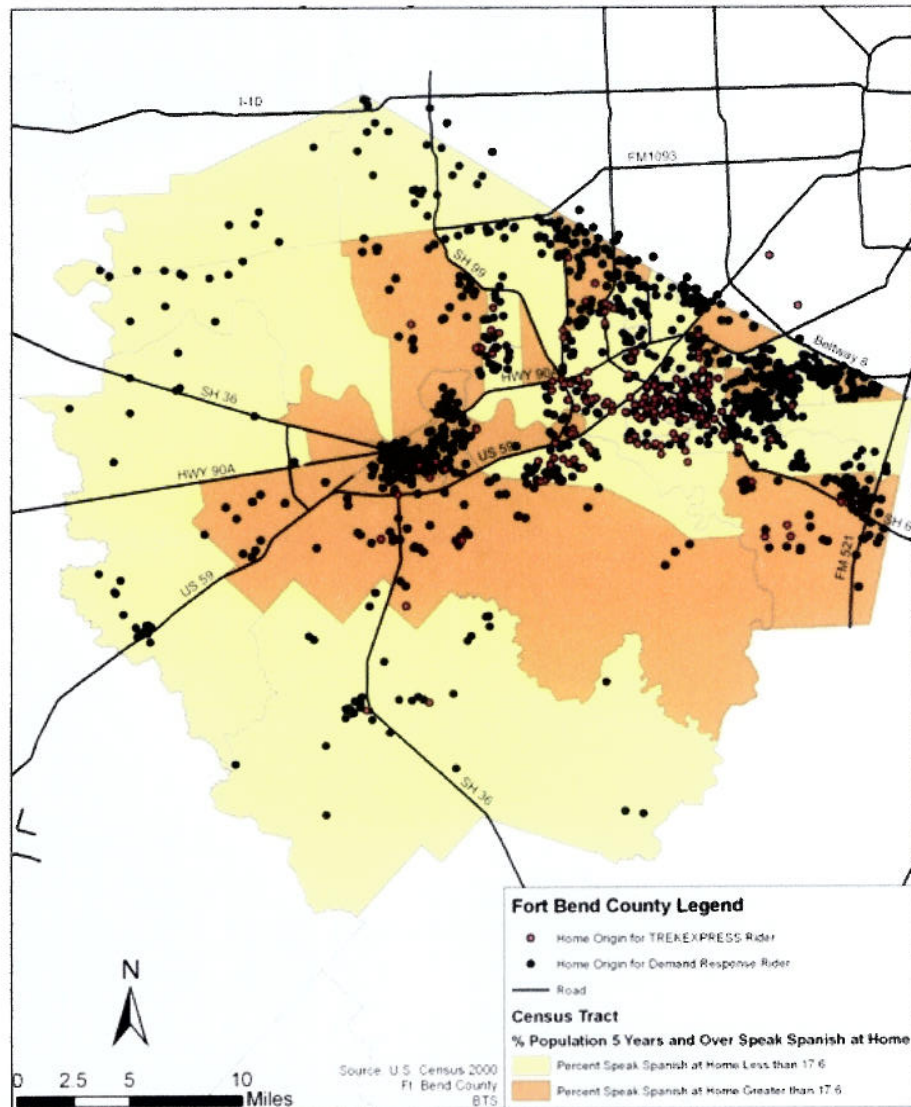 I-10
FM1093
SH 99
Beltway 8
HWY 90A
SH 36
US 59
HWY 90A
SH 6
FM 521
US 59
SH 36
Fort Bend County Legend
Home Origin for TREKEXPRESS Rider
Home Origin for Demand Response Rider
Road
Census Tract
% Population 5 Years and Over Speak Spanish at Home
Percent Speak Spanish at Home Less than 17.6
Percent Speak Spanish at Home Greater than 17.6
N
Source: U.S. Census 2000
Ft. Bend County
BTS
0 2.5 5 10
Miles